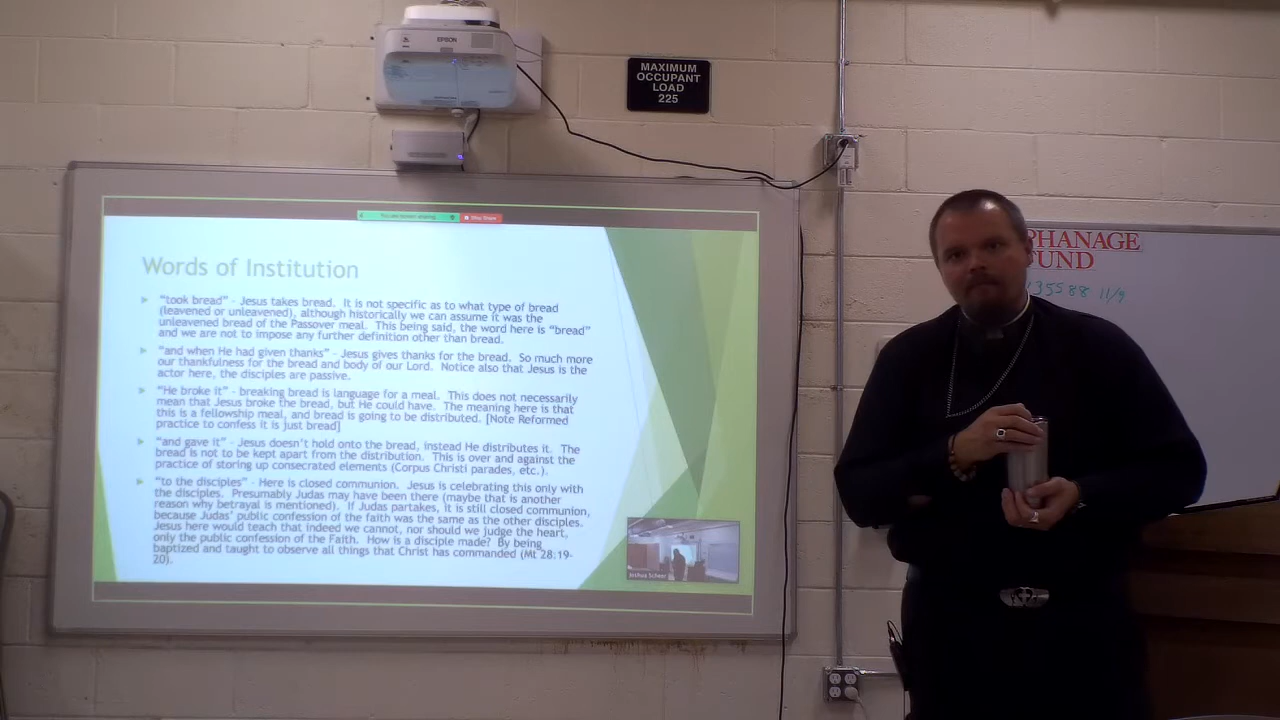 EPSON
MAXIMUM
OCCUPANT
LOAD
225
You are screen sharing
Stop Share
Words of Institution
"took bread" - Jesus takes bread. It is not specific as to what type of bread
(leavened or unleavened), although historically we can assume it was the
unleavened bread of the Passover meal. This being said, the word here is "bread"
and we are not to impose any further definition other than bread.
"and when He had given thanks" - Jesus gives thanks for the bread. So much more
our thankfulness for the bread and body of our Lord. Notice also that Jesus is the
actor here, the disciples are passive.
"He broke it" - breaking bread is language for a meal. This does not necessarily
mean that Jesus broke the bread, but He could have. The meaning here is that
this is a fellowship meal, and bread is going to be distributed. [Note Reformed
practice to confess it is just bread]
"and gave it" - Jesus doesn't hold onto the bread, instead He distributes it. The
bread is not to be kept apart from the distribution. This is over and against the
practice of storing up consecrated elements (Corpus Christi parades, etc.).
"to the disciples" - Here is closed communion. Jesus is celebrating this only with
the disciples. Presumably Judas may have been there (maybe that is another
reason why betrayal is mentioned). If Judas partakes, it is still closed communion,
because Judas' public confession of the faith was the same as the other disciples.
Jesus here would teach that indeed we cannot, nor should we judge the heart,
only the public confession of the Faith. How is a disciple made? By being
baptized and taught to observe all things that Christ has commanded (Mt 28:19-
20).
Joshua Scheer
PHANAGE
FUND
135588 11/9